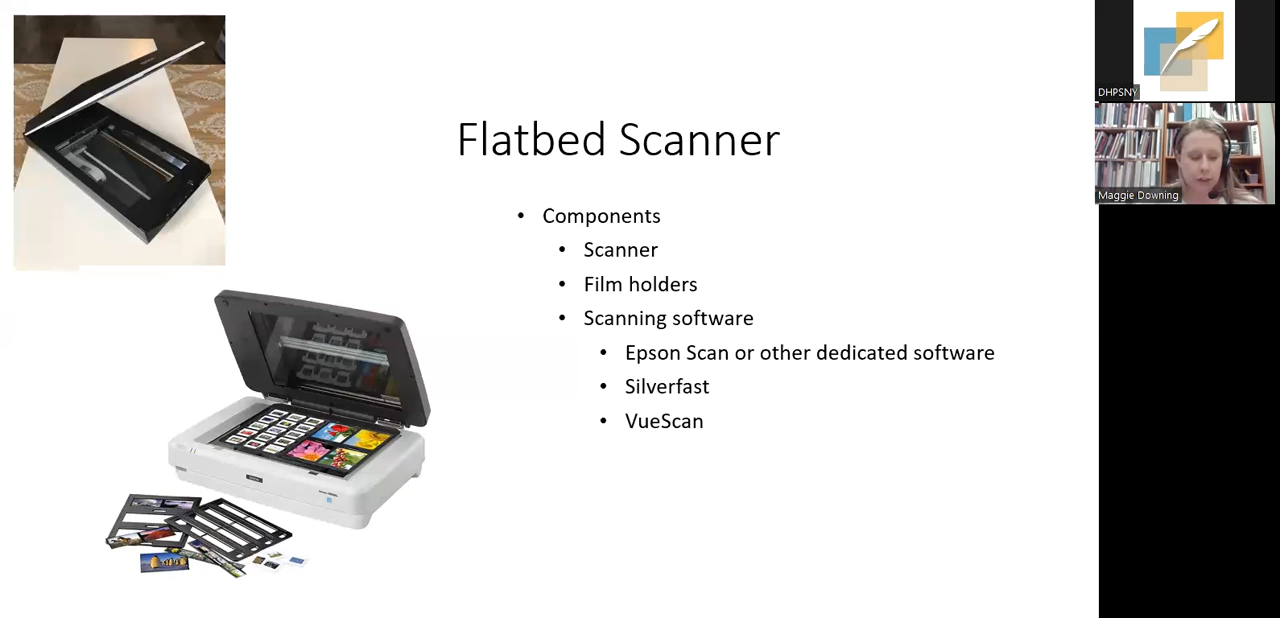 Flatbed Scanner
• Components
• Scanner
• Film holders
• Scanning software
• Epson Scan or other dedicated software
• Silverfast
• VueScan
DHPSNY
Maggie Downing